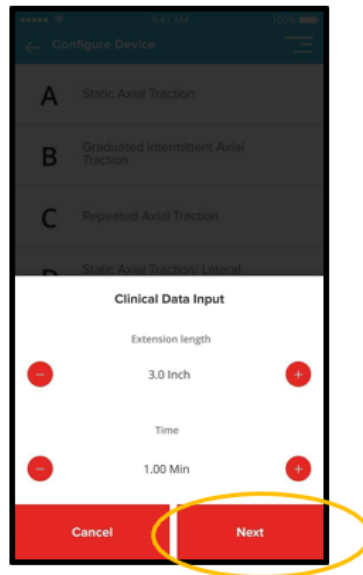 9:41 AM 100%
← Configure Device
A Static Axial Traction
B Graduated Intermittent Axial
Traction
C Repeated Axial Traction
D Static Axial Traction/ Lateral
Clinical Data Input
Extension length
- 3.0 Inch +
Time
- 1.00 Min +
Cancel Next